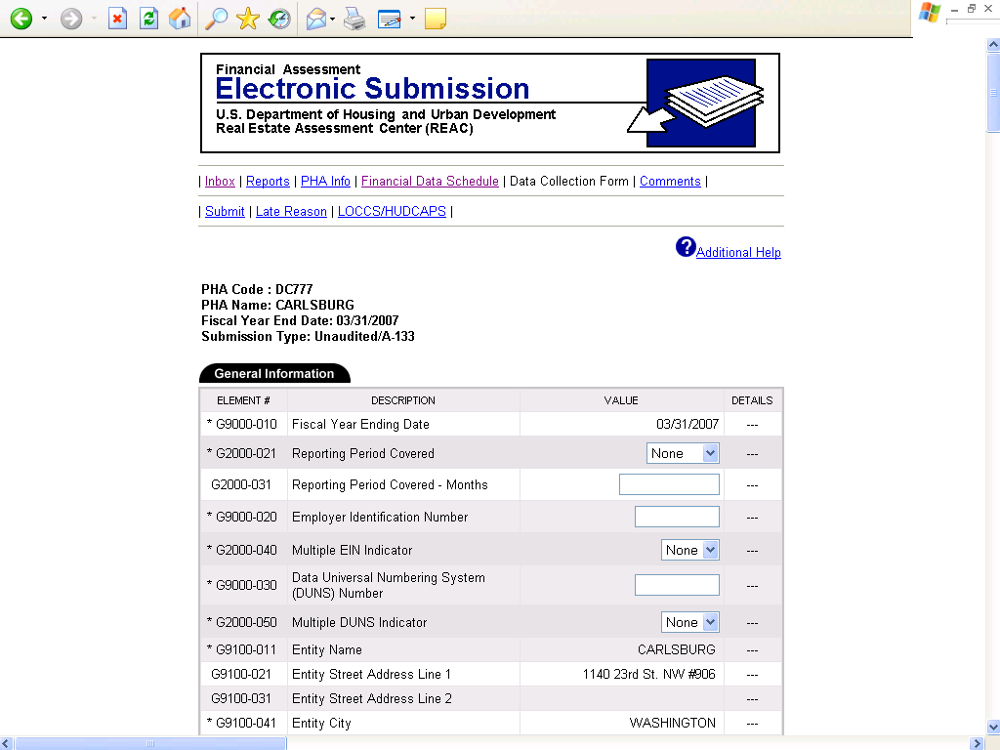 Financial Assessment
Electronic Submission
U.S. Department of Housing and Urban Development
Real Estate Assessment Center (REAC)
| Inbox | Reports | PHA Info | Financial Data Schedule | Data Collection Form | Comments |
| Submit | Late Reason | LOCCS/HUDCAPS |
? Additional Help
PHA Code : DC777
PHA Name: CARLSBURG
Fiscal Year End Date: 03/31/2007
Submission Type: Unaudited/A-133
General Information
ELEMENT # DESCRIPTION VALUE DETAILS
* G9000-010 Fiscal Year Ending Date 03/31/2007 ---
* G2000-021 Reporting Period Covered None ---
G2000-031 Reporting Period Covered - Months ---
* G9000-020 Employer Identification Number ---
* G2000-040 Multiple EIN Indicator None ---
* G9000-030 Data Universal Numbering System (DUNS) Number ---
* G2000-050 Multiple DUNS Indicator None ---
* G9100-011 Entity Name CARLSBURG ---
G9100-021 Entity Street Address Line 1 1140 23rd St. NW #906 ---
G9100-031 Entity Street Address Line 2 ---
* G9100-041 Entity City WASHINGTON ---